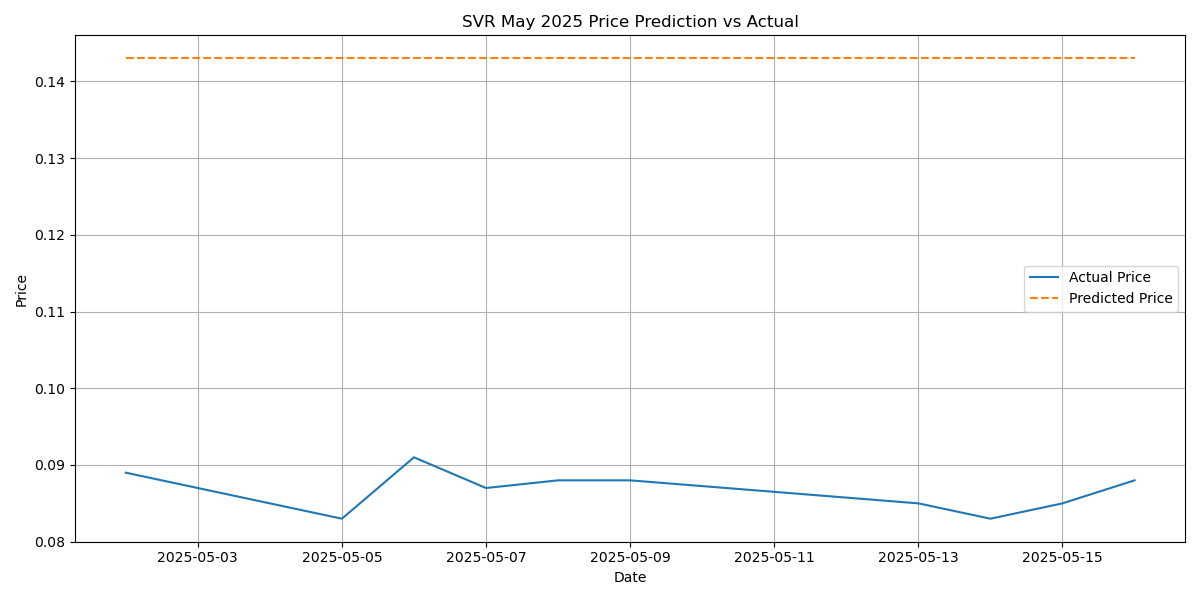 SVR May 2025 Price Prediction vs Actual
0.14
0.13
0.12
0.11
0.10
0.09
0.08
Price
Actual Price
Predicted Price
2025-05-03
2025-05-05
2025-05-07
2025-05-09
2025-05-11
2025-05-13
2025-05-15
Date